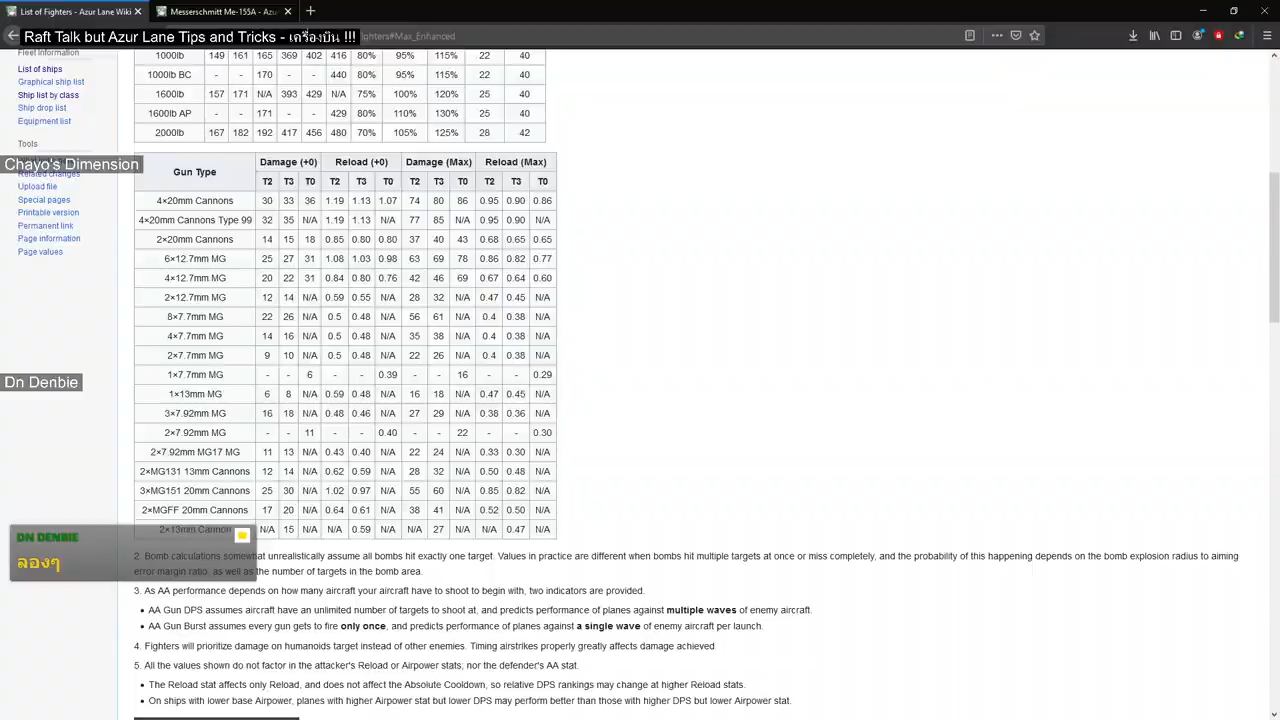 List of Fighters - Azur Lane Wiki
Messerschmitt Me-155A - Azu
Raft Talk but Azur Lane Tips and Tricks - เครื่องบิน !!!
ighters#Max_Enhanced
Fleet Information
List of ships
Graphical ship list
Ship list by class
Ship drop list
Equipment list
Tools
Chayo's Dimension
Related changes
Upload file
Special pages
Printable version
Permanent link
Page information
Page values
Dn Denbie
DN DENBIE
ลองๆ
1000lb 149 161 165 369 402 416 80% 95% 115% 22 40
1000lb BC - - 170 - - 440 80% 95% 115% 22 40
1600lb 157 171 N/A 393 429 N/A 75% 100% 120% 25 40
1600lb AP - - 171 - - 429 80% 110% 130% 25 40
2000lb 167 182 192 417 456 480 70% 105% 125% 28 42
Gun Type Damage (+0) Reload (+0) Damage (Max) Reload (Max)
T2 T3 T0 T2 T3 T0 T2 T3 T0 T2 T3 T0
4×20mm Cannons 30 33 36 1.19 1.13 1.07 74 80 86 0.95 0.90 0.86
4×20mm Cannons Type 99 32 35 N/A 1.19 1.13 N/A 77 85 N/A 0.95 0.90 N/A
2×20mm Cannons 14 15 18 0.85 0.80 0.80 37 40 43 0.68 0.65 0.65
6×12.7mm MG 25 27 31 1.08 1.03 0.98 63 69 78 0.86 0.82 0.77
4×12.7mm MG 20 22 31 0.84 0.80 0.76 42 46 69 0.67 0.64 0.60
2×12.7mm MG 12 14 N/A 0.59 0.55 N/A 28 32 N/A 0.47 0.45 N/A
8×7.7mm MG 22 26 N/A 0.5 0.48 N/A 56 61 N/A 0.4 0.38 N/A
4×7.7mm MG 14 16 N/A 0.5 0.48 N/A 35 38 N/A 0.4 0.38 N/A
2×7.7mm MG 9 10 N/A 0.5 0.48 N/A 22 26 N/A 0.4 0.38 N/A
1×7.7mm MG - - 6 - - 0.39 - - 16 - - 0.29
1×13mm MG 6 8 N/A 0.59 0.48 N/A 16 18 N/A 0.47 0.45 N/A
3×7.92mm MG 16 18 N/A 0.48 0.46 N/A 27 29 N/A 0.38 0.36 N/A
2×7.92mm MG - - 11 - - 0.40 - - 22 - - 0.30
2×7.92mm MG17 MG 11 13 N/A 0.43 0.40 N/A 22 24 N/A 0.33 0.30 N/A
2×MG131 13mm Cannons 12 14 N/A 0.62 0.59 N/A 28 32 N/A 0.50 0.48 N/A
3×MG151 20mm Cannons 25 30 N/A 1.02 0.97 N/A 55 60 N/A 0.85 0.82 N/A
2×MGFF 20mm Cannons 17 20 N/A 0.64 0.61 N/A 38 41 N/A 0.52 0.50 N/A
2×13mm Cannon N/A 15 N/A N/A 0.59 N/A N/A 27 N/A N/A 0.47 N/A
2. Bomb calculations somewhat unrealistically assume all bombs hit exactly one target. Values in practice are different when bombs hit multiple targets at once or miss completely, and the probability of this happening depends on the bomb explosion radius to aiming
error margin ratio, as well as the number of targets in the bomb area.
3. As AA performance depends on how many aircraft your aircraft have to shoot to begin with, two indicators are provided.
• AA Gun DPS assumes aircraft have an unlimited number of targets to shoot at, and predicts performance of planes against multiple waves of enemy aircraft.
• AA Gun Burst assumes every gun gets to fire only once, and predicts performance of planes against a single wave of enemy aircraft per launch.
4. Fighters will prioritize damage on humanoids target instead of other enemies. Timing airstrikes properly greatly affects damage achieved.
5. All the values shown do not factor in the attacker's Reload or Airpower stats; nor the defender's AA stat.
• The Reload stat affects only Reload, and does not affect the Absolute Cooldown, so relative DPS rankings may change at higher Reload stats.
• On ships with lower base Airpower, planes with higher Airpower stat but lower DPS may perform better than those with higher DPS but lower Airpower stat.